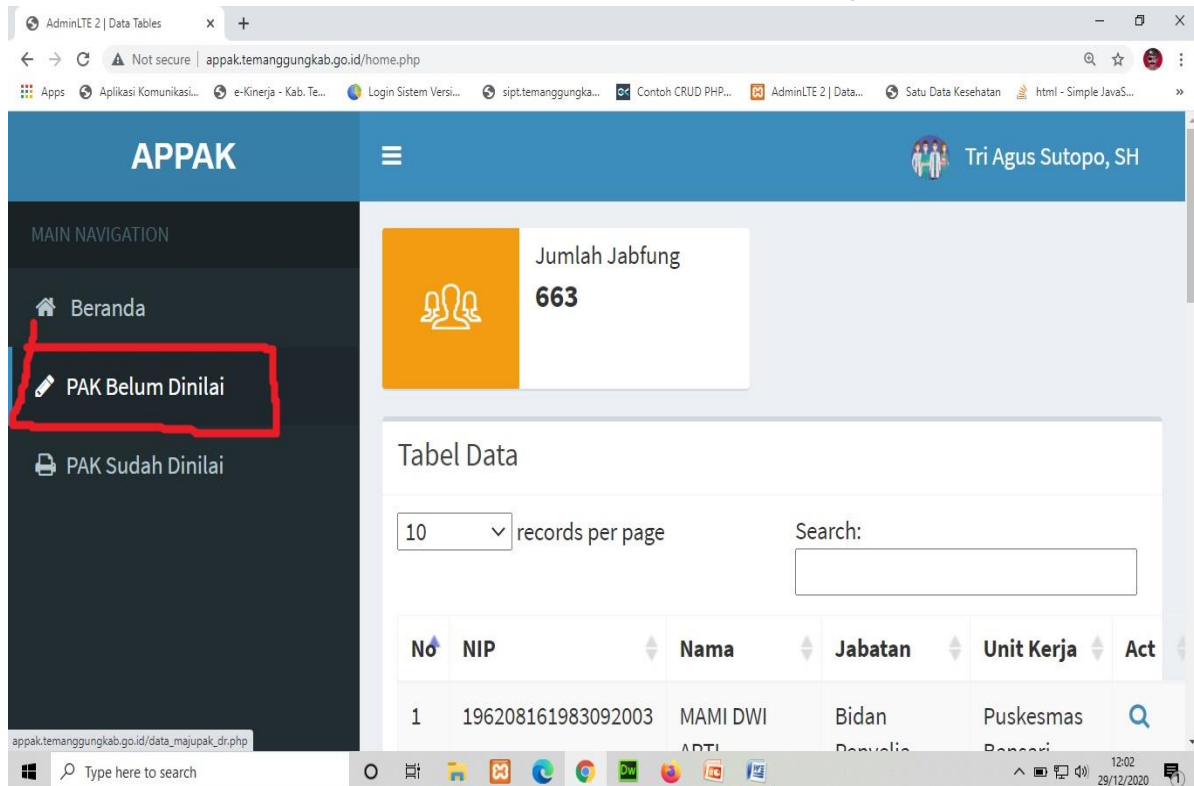 AdminLTE 2 | Data Tables
Not secure | appak.temanggungkab.go.id/home.php
Apps Aplikasi Komunikasi... e-Kinerja - Kab. Te... Login Sistem Versi... sipt.temanggungka... Contoh CRUD PHP... AdminLTE 2 | Data... Satu Data Kesehatan html - Simple JavaS... »
APPAK
Tri Agus Sutopo, SH
MAIN NAVIGATION
Jumlah Jabfung
663
Beranda
PAK Belum Dinilai
PAK Sudah Dinilai
Tabel Data
10 records per page
Search:
No NIP Nama Jabatan Unit Kerja Act
1 196208161983092003 MAMI DWI Bidan Puskesmas
ARTI Penyelia Bansari
appak.temanggungkab.go.id/data_majupak_dr.php
Type here to search
12:02
29/12/2020